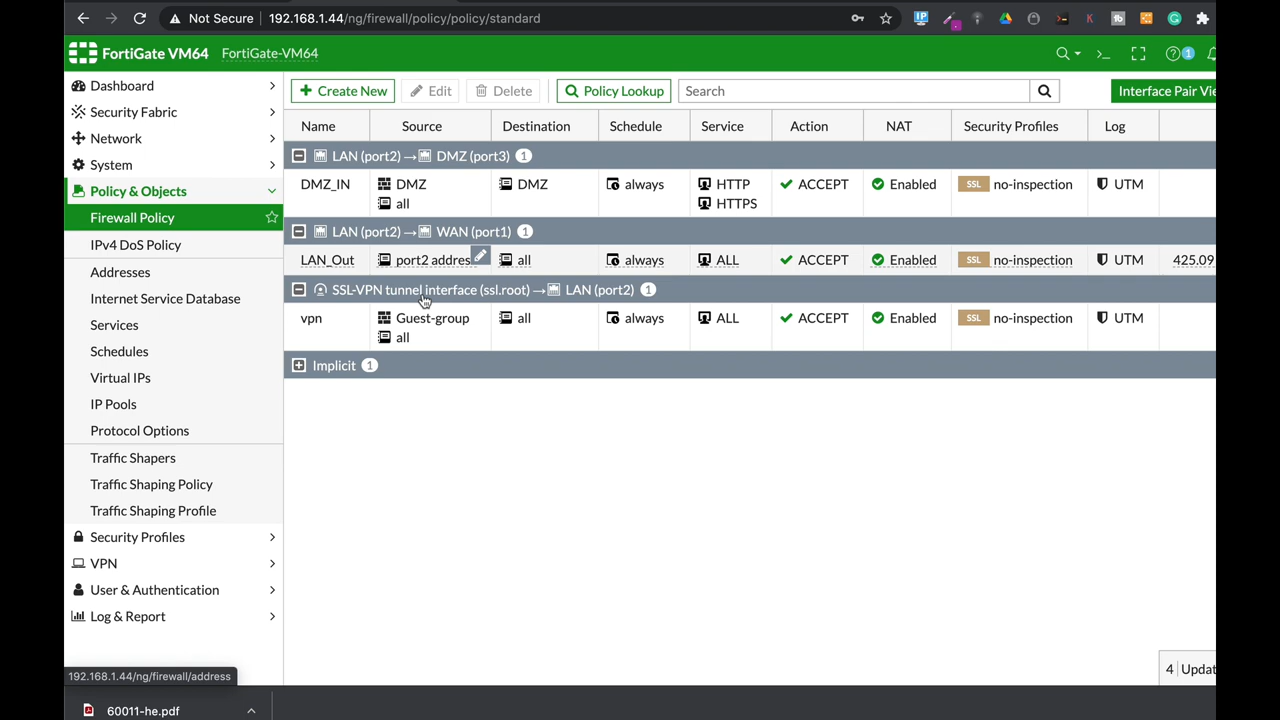 Not Secure 192.168.1.44/ng/firewall/policy/policy/standard
FortiGate VM64 FortiGate-VM64 1
Dashboard
Security Fabric
Network
System
Policy & Objects
Firewall Policy
IPv4 DoS Policy
Addresses
Internet Service Database
Services
Schedules
Virtual IPs
IP Pools
Protocol Options
Traffic Shapers
Traffic Shaping Policy
Traffic Shaping Profile
Security Profiles
VPN
User & Authentication
Log & Report
+ Create New Edit Delete Policy Lookup Search Interface Pair Vie
Name Source Destination Schedule Service Action NAT Security Profiles Log
LAN (port2) → DMZ (port3) 1
DMZ_IN DMZ DMZ always HTTP ACCEPT Enabled SSL no-inspection UTM
all HTTPS
LAN (port2) → WAN (port1) 1
LAN_Out port2 addres all always ALL ACCEPT Enabled SSL no-inspection UTM 425.09
SSL-VPN tunnel interface (ssl.root) → LAN (port2) 1
vpn Guest-group all always ALL ACCEPT Enabled SSL no-inspection UTM
all
Implicit 1
4 Updat
192.168.1.44/ng/firewall/address
60011-he.pdf